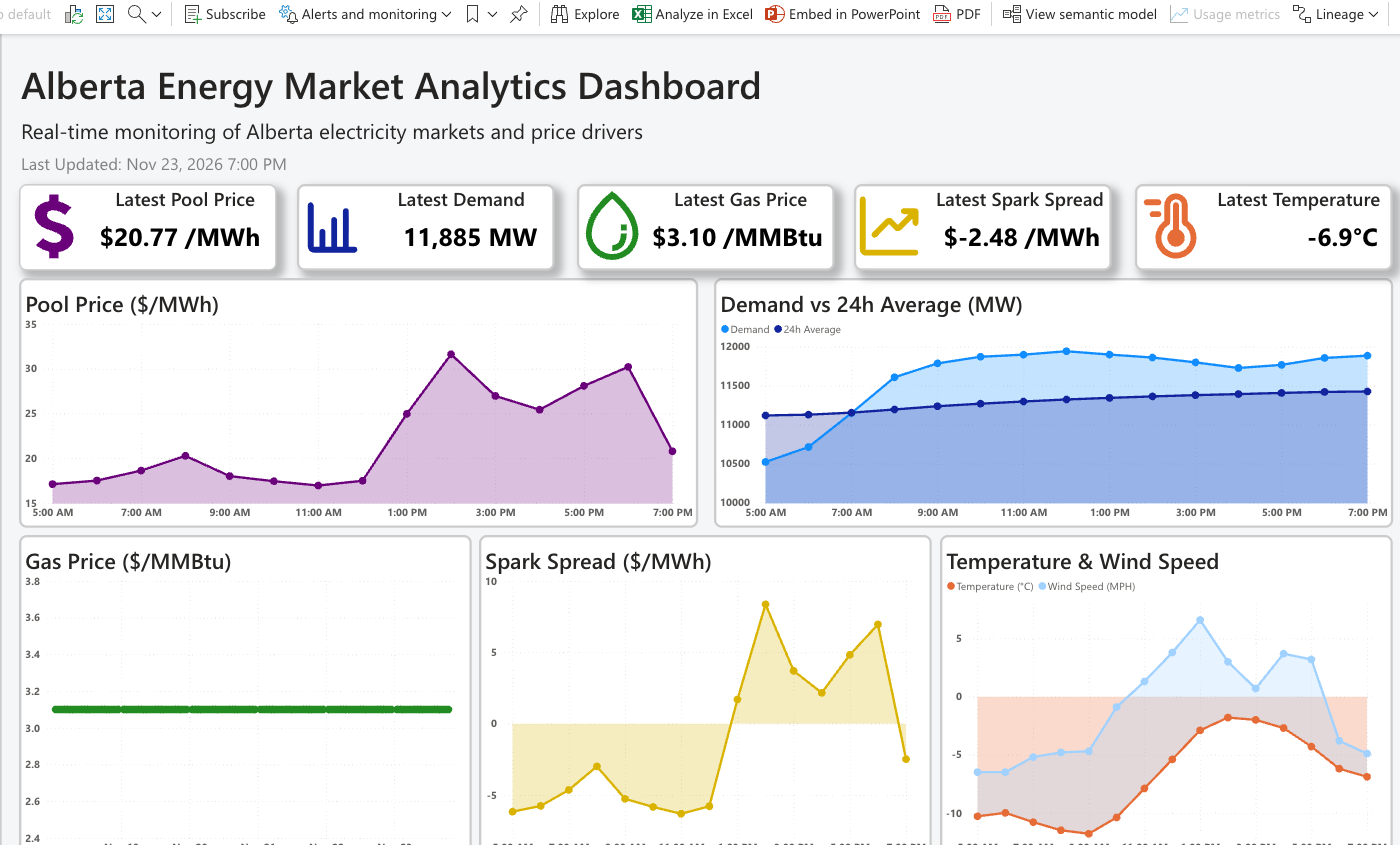 default Subscribe Alerts and monitoring Explore Analyze in Excel Embed in PowerPoint PDF View semantic model Usage metrics Lineage
Alberta Energy Market Analytics Dashboard
Real-time monitoring of Alberta electricity markets and price drivers
Last Updated: Nov 23, 2026 7:00 PM
Latest Pool Price
$20.77 /MWh
Latest Demand
11,885 MW
Latest Gas Price
$3.10 /MMBtu
Latest Spark Spread
$-2.48 /MWh
Latest Temperature
-6.9°C
Pool Price ($/MWh)
35
30
25
20
15
5:00 AM 7:00 AM 9:00 AM 11:00 AM 1:00 PM 3:00 PM 5:00 PM 7:00 PM
Demand vs 24h Average (MW)
Demand 24h Average
12000
11500
11000
10500
10000
5:00 AM 7:00 AM 9:00 AM 11:00 AM 1:00 PM 3:00 PM 5:00 PM 7:00 PM
Gas Price ($/MMBtu)
3.8
3.6
3.4
3.2
3.0
2.8
2.6
2.4
Spark Spread ($/MWh)
10
5
0
-5
Temperature & Wind Speed
Temperature (°C) Wind Speed (MPH)
5
0
-5
-10